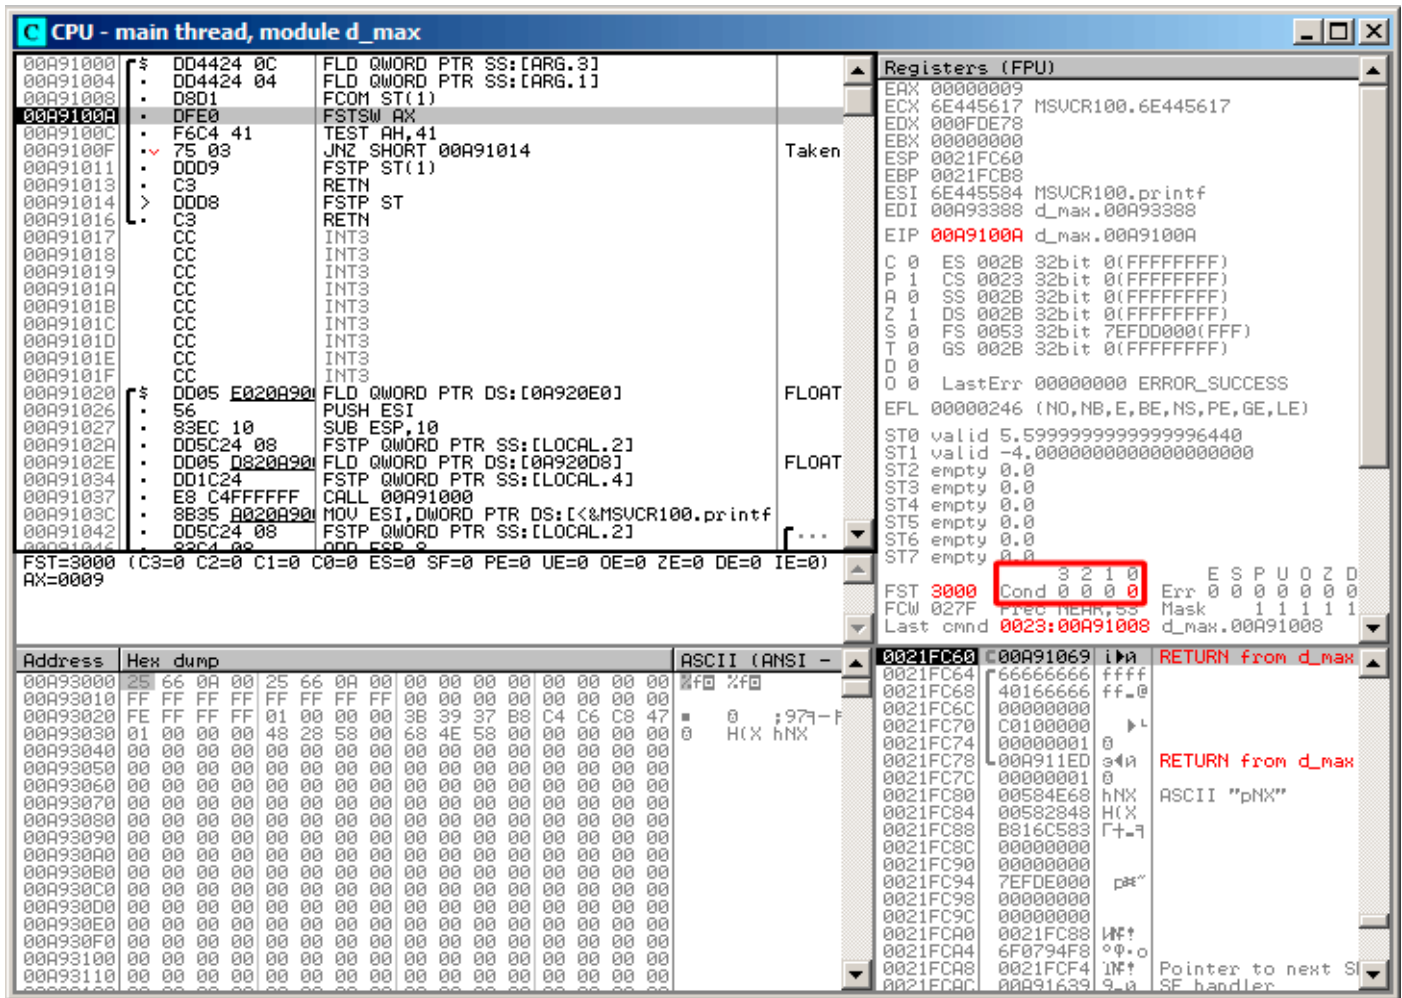 CPU - main thread, module d_max
00A91000 $ DD4424 0C FLD QWORD PTR SS:[ARG.3]
00A91004 · DD4424 04 FLD QWORD PTR SS:[ARG.1]
00A91008 · D8D1 FCOM ST(1)
00A9100A · DFE0 FSTSW AX
00A9100C · F6C4 41 TEST AH,41
00A9100F · 75 03 JNZ SHORT 00A91014 Taken
00A91011 · DDD9 FSTP ST(1)
00A91013 · C3 RETN
00A91014 > DDD8 FSTP ST
00A91016 · C3 RETN
00A91017 CC INT3
00A91018 CC INT3
00A91019 CC INT3
00A9101A CC INT3
00A9101B CC INT3
00A9101C CC INT3
00A9101D CC INT3
00A9101E CC INT3
00A9101F CC INT3
00A91020 $ DD05 E020A90 FLD QWORD PTR DS:[0A920E0] FLOAT
00A91026 · 56 PUSH ESI
00A91027 · 83EC 10 SUB ESP,10
00A9102A · DD5C24 08 FSTP QWORD PTR SS:[LOCAL.2]
00A9102E · DD05 D820A90 FLD QWORD PTR DS:[0A920D8] FLOAT
00A91034 · DD1C24 FSTP QWORD PTR SS:[LOCAL.4]
00A91037 · E8 C4FFFFFF CALL 00A91000
00A9103C · 8B35 A020A90 MOV ESI,DWORD PTR DS:[<&MSVCR100.printf
00A91042 · DD5C24 08 FSTP QWORD PTR SS:[LOCAL.2] ...
00A91046 · 83C4 08 ADD ESP,8
FST=3000 (C3=0 C2=0 C1=0 C0=0 ES=0 SF=0 PE=0 UE=0 OE=0 ZE=0 DE=0 IE=0)
AX=0009
Registers (FPU)
EAX 00000009
ECX 6E445617 MSVCR100.6E445617
EDX 000FDE78
EBX 00000000
ESP 0021FC60
EBP 0021FCB8
ESI 6E445584 MSVCR100.printf
EDI 00A93388 d_max.00A93388
EIP 00A9100A d_max.00A9100A
C 0 ES 002B 32bit 0(FFFFFFFF)
P 1 CS 0023 32bit 0(FFFFFFFF)
A 0 SS 002B 32bit 0(FFFFFFFF)
Z 1 DS 002B 32bit 0(FFFFFFFF)
S 0 FS 0053 32bit 7EFDD000(FFF)
T 0 GS 002B 32bit 0(FFFFFFFF)
D 0
O 0 LastErr 00000000 ERROR_SUCCESS
EFL 00000246 (NO,NB,E,BE,NS,PE,GE,LE)
ST0 valid 5.5999999999999996440
ST1 valid -4.0000000000000000000
ST2 empty 0.0
ST3 empty 0.0
ST4 empty 0.0
ST5 empty 0.0
ST6 empty 0.0
ST7 empty 0.0
3 2 1 0 E S P U O Z D
FST 3000 Cond 0 0 0 0 Err 0 0 0 0 0 0 0
FCW 027F Prec NEAR,53 Mask 1 1 1 1 1
Last cmnd 0023:00A91008 d_max.00A91008
Address Hex dump ASCII (ANSI -
00A93000 25 66 0A 00 25 66 0A 00 00 00 00 00 00 00 00 00 %f %f
00A93010 FF FF FF FF FF FF FF FF 00 00 00 00 00 00 00 00
00A93020 FE FF FF FF 01 00 00 00 3B 39 37 B8 C4 C6 C8 47 ;97
00A93030 01 00 00 00 48 28 58 00 68 4E 58 00 00 00 00 00 H(X hNX
00A93040 00 00 00 00 00 00 00 00 00 00 00 00 00 00 00 00
00A93050 00 00 00 00 00 00 00 00 00 00 00 00 00 00 00 00
00A93060 00 00 00 00 00 00 00 00 00 00 00 00 00 00 00 00
00A93070 00 00 00 00 00 00 00 00 00 00 00 00 00 00 00 00
00A93080 00 00 00 00 00 00 00 00 00 00 00 00 00 00 00 00
00A93090 00 00 00 00 00 00 00 00 00 00 00 00 00 00 00 00
00A930A0 00 00 00 00 00 00 00 00 00 00 00 00 00 00 00 00
00A930B0 00 00 00 00 00 00 00 00 00 00 00 00 00 00 00 00
00A930C0 00 00 00 00 00 00 00 00 00 00 00 00 00 00 00 00
00A930D0 00 00 00 00 00 00 00 00 00 00 00 00 00 00 00 00
00A930E0 00 00 00 00 00 00 00 00 00 00 00 00 00 00 00 00
00A930F0 00 00 00 00 00 00 00 00 00 00 00 00 00 00 00 00
00A93100 00 00 00 00 00 00 00 00 00 00 00 00 00 00 00 00
00A93110 00 00 00 00 00 00 00 00 00 00 00 00 00 00 00 00
0021FC60 00A91069 RETURN from d_max
0021FC64 66666666 ffff
0021FC68 40166666 ff_@
0021FC6C 00000000
0021FC70 C0100000
0021FC74 00000001
0021FC78 00A911ED RETURN from d_max
0021FC7C 00000001
0021FC80 00584E68 hNX ASCII "pNX"
0021FC84 00582848 H(X
0021FC88 B816C583
0021FC8C 00000000
0021FC90 00000000
0021FC94 7EFDE000
0021FC98 00000000
0021FC9C 00000000
0021FCA0 0021FC88
0021FCA4 6F0794F8
0021FCA8 0021FCF4 Pointer to next S
0021FCAC 00A91639 SE handler